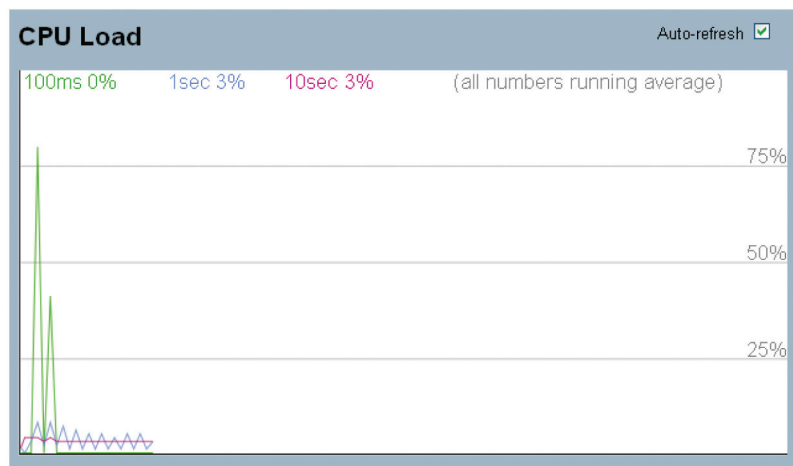 CPU Load
Auto-refresh
100ms 0% 1sec 3% 10sec 3% (all numbers running average)
75%
50%
25%